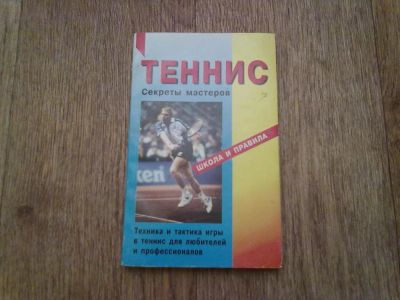 ТЕННИС
Секреты мастеров
ШКОЛА И ПРАВИЛА
Техника и тактика игры
в теннис для любителей
и профессионалов